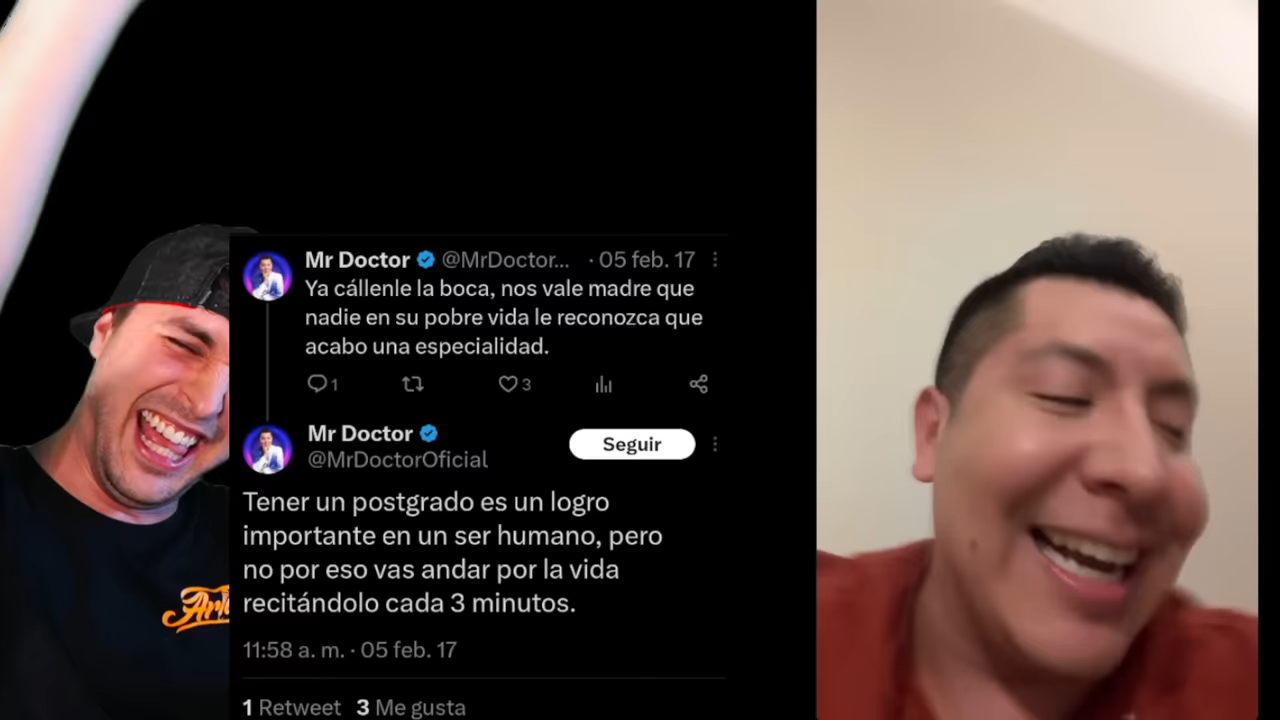 Mr Doctor @MrDoctor... · 05 feb. 17
Ya cállenle la boca, nos vale madre que
nadie en su pobre vida le reconozca que
acabo una especialidad.
1 3
Mr Doctor
Seguir
@MrDoctorOficial
Tener un postgrado es un logro
importante en un ser humano, pero
no por eso vas andar por la vida
recitándolo cada 3 minutos.
11:58 a. m. · 05 feb. 17
1 Retweet 3 Me gusta